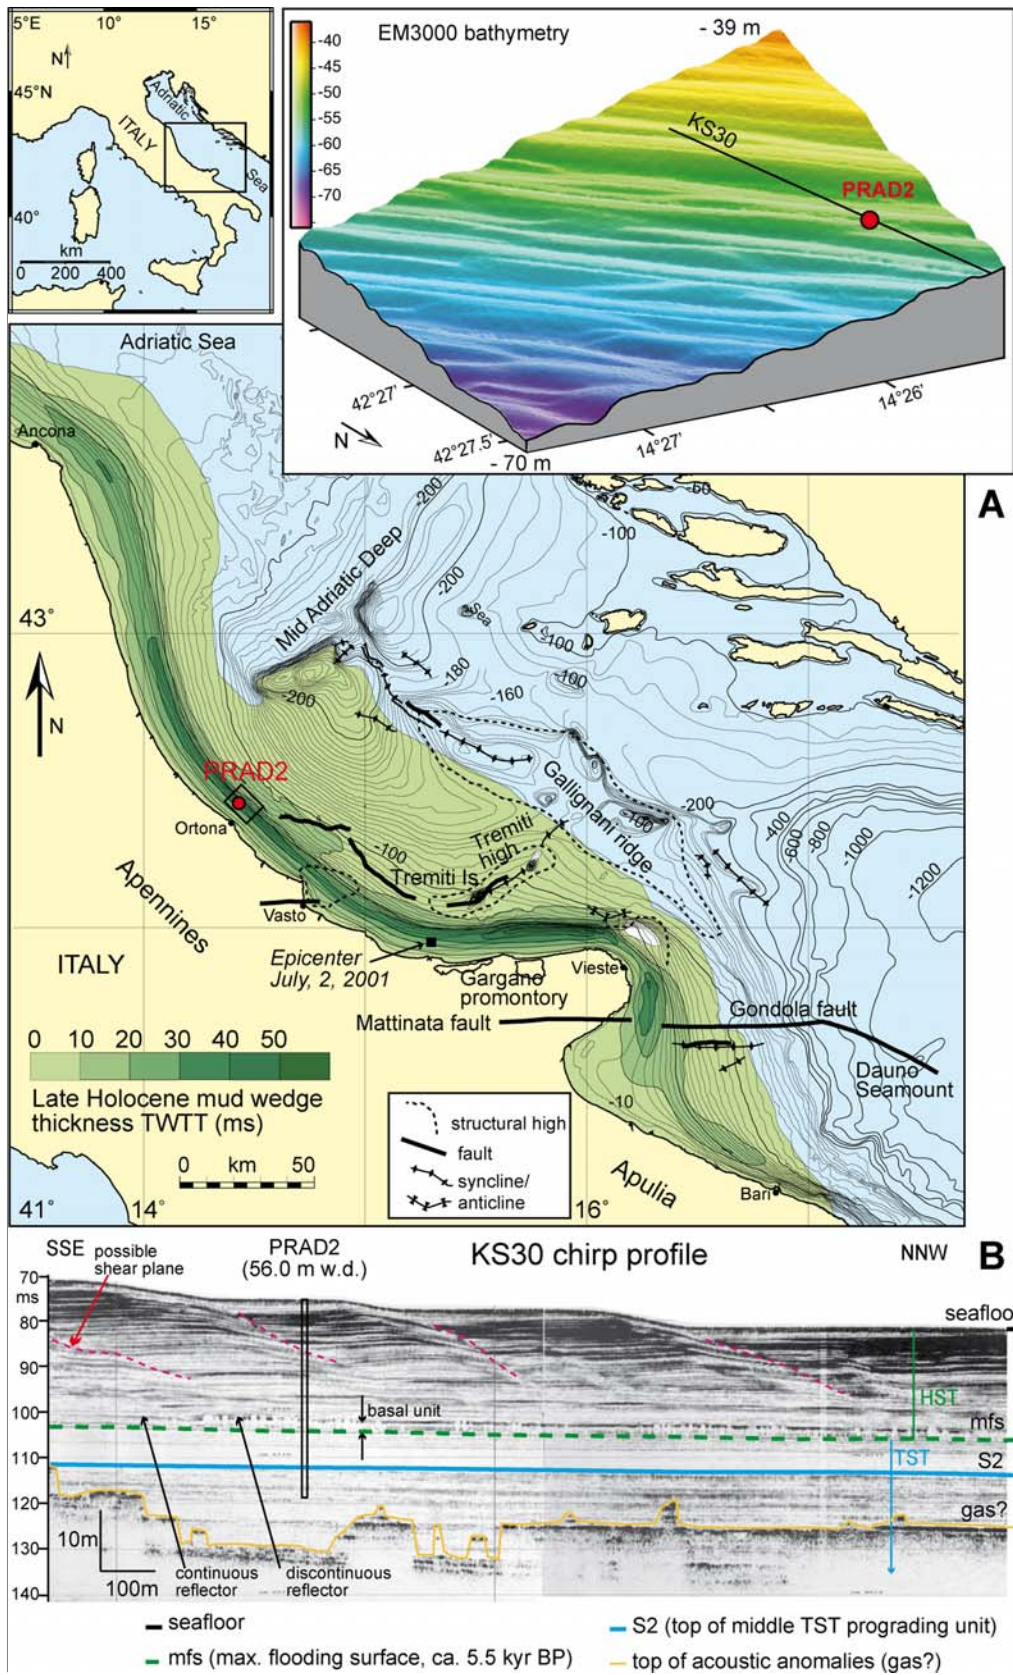 5°E 10° 15°
N
45°N
Adriatic
Sea
ITALY
40°
km
0 200 400
EM3000 bathymetry
-40
-45
-50
-55
-60
-65
-70
- 39 m
KS30
PRAD2
42°27'
42°27.5'
N
- 70 m
14°27'
14°26'
A
Adriatic Sea
Ancona
-200
-60
-100
Mid Adriatic Deep
-200
Sea
-100
43°
-180
-100
-200
-160
N
PRAD2
Ortona
Gallignani ridge
-100
-200
-400
-600
-800
-1000
-1200
Tremiti
high
-100
Tremiti Is
Apennines
Vasto
ITALY
Epicenter
July, 2, 2001
Gargano
promontory
Vieste
Mattinata fault
Gondola fault
Dauno
Seamount
0 10 20 30 40 50
Late Holocene mud wedge
thickness TWTT (ms)
0 km 50
-10
structural high
fault
syncline/
anticline
Apulia
Bari
41° 14° 16°
B
SSE
possible
shear plane
PRAD2
(56.0 m w.d.)
KS30 chirp profile
NNW
70
ms
80
90
100
110
120
130
140
seafloor
HST
mfs
basal unit
TST
S2
gas?
10m
100m
continuous
reflector
discontinuous
reflector
seafloor
S2 (top of middle TST prograding unit)
mfs (max. flooding surface, ca. 5.5 kyr BP)
top of acoustic anomalies (gas?)